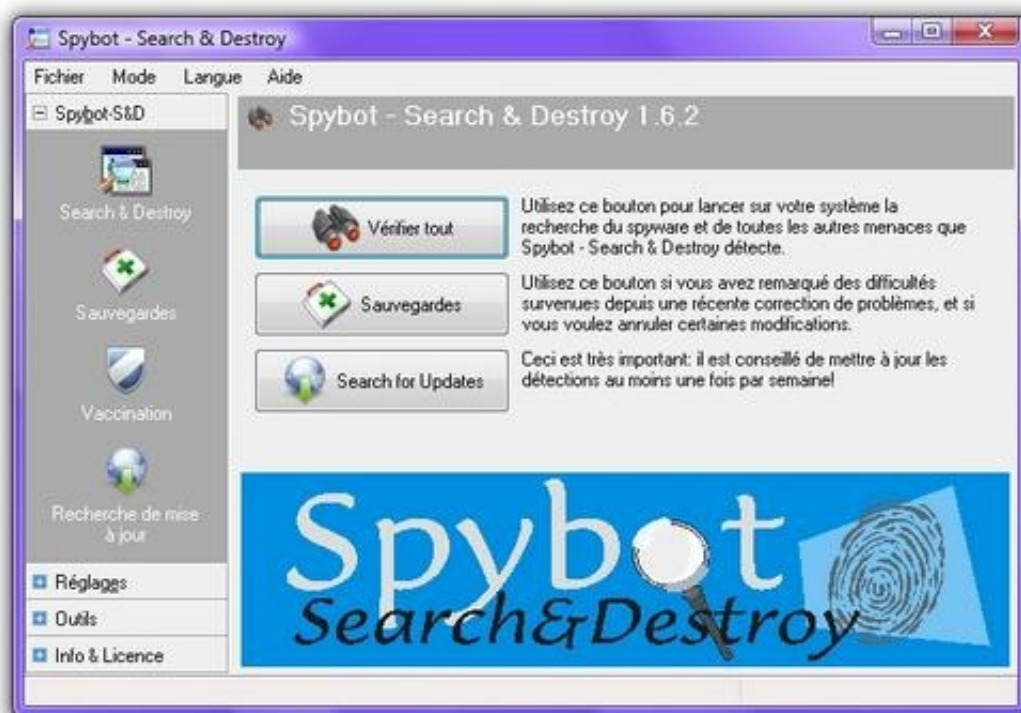 Spybot - Search & Destroy
Fichier Mode Langue Aide
Spybot-S&D
Search & Destroy
Sauvegardes
Vaccination
Recherche de mise
à jour
Réglages
Outils
Info & Licence
Spybot - Search & Destroy 1.6.2
Vérifier tout
Utilisez ce bouton pour lancer sur votre système la
recherche du spyware et de toutes les autres menaces que
Spybot - Search & Destroy détecte.
Sauvegardes
Utilisez ce bouton si vous avez remarqué des difficultés
survenues depuis une récente correction de problèmes, et si
vous voulez annuler certaines modifications.
Search for Updates
Ceci est très important: il est conseillé de mettre à jour les
détections au moins une fois par semaine!
Spybot
Search&Destroy